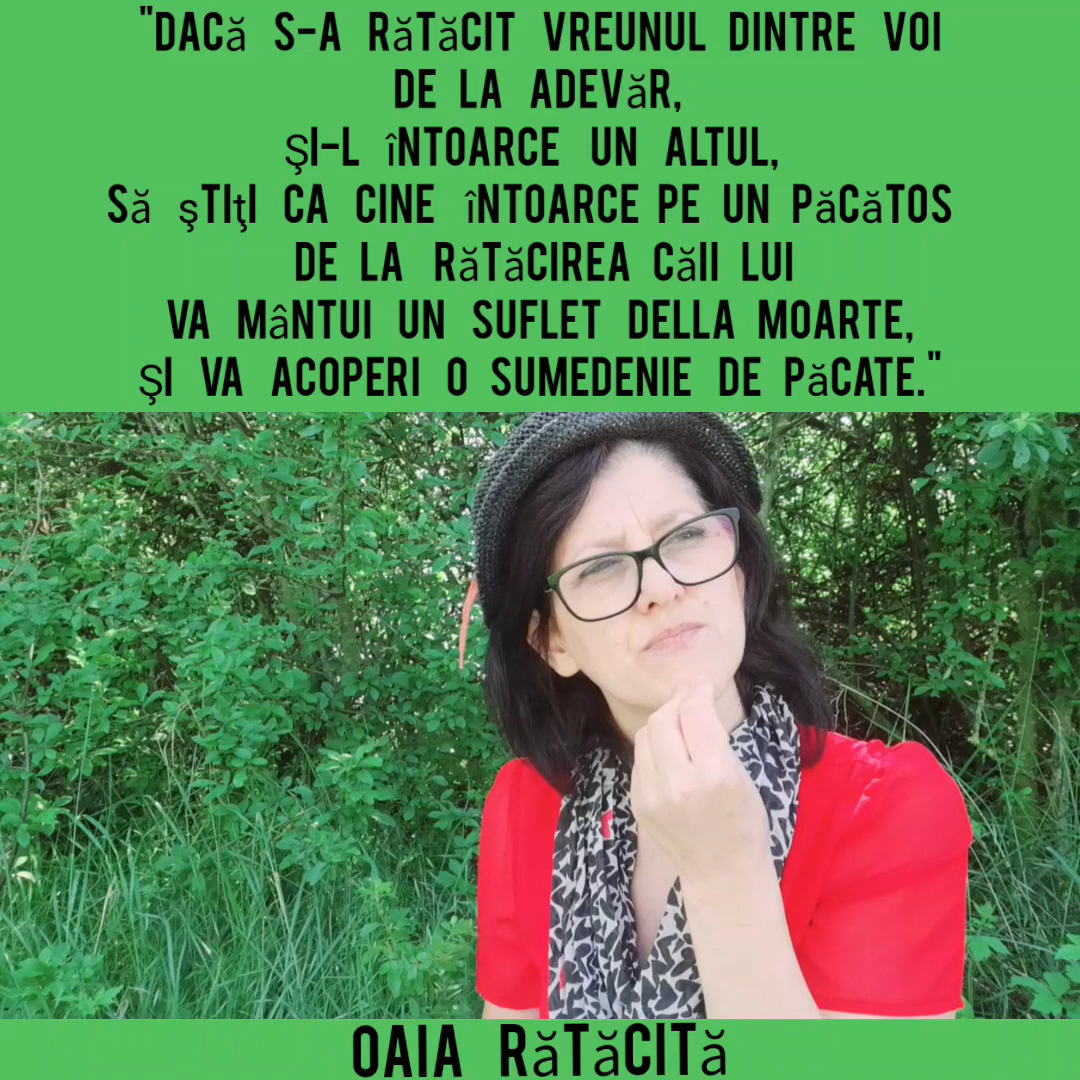 "DACă S-A RăTăCIT VREUNUL DINTRE VOI
DE LA ADEVăR,
ŞI-L îNTOARCE UN ALTUL,
Să şTIţI CA CINE îNTOARCE PE UN PăCăTOS
DE LA RăTăCIREA CăII LUI
VA MâNTUI UN SUFLET DELLA MOARTE,
ŞI VA ACOPERI O SUMEDENIE DE PăCATE."
OAIA RăTăCITă